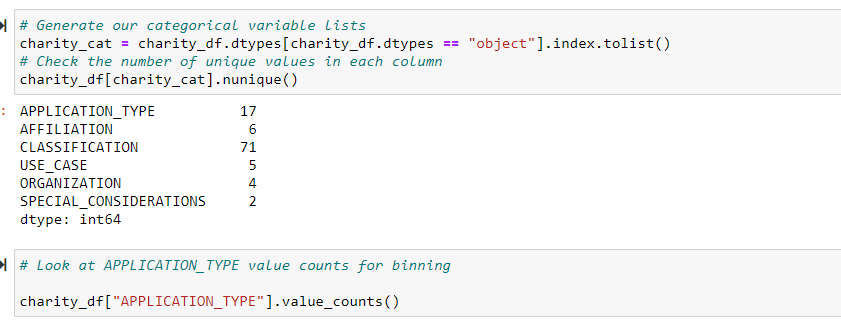 # Generate our categorical variable lists
charity_cat = charity_df.dtypes[charity_df.dtypes == "object"].index.tolist()
# Check the number of unique values in each column
charity_df[charity_cat].nunique()
: APPLICATION_TYPE 17
AFFILIATION 6
CLASSIFICATION 71
USE_CASE 5
ORGANIZATION 4
SPECIAL_CONSIDERATIONS 2
dtype: int64
# Look at APPLICATION_TYPE value counts for binning
charity_df["APPLICATION_TYPE"].value_counts()